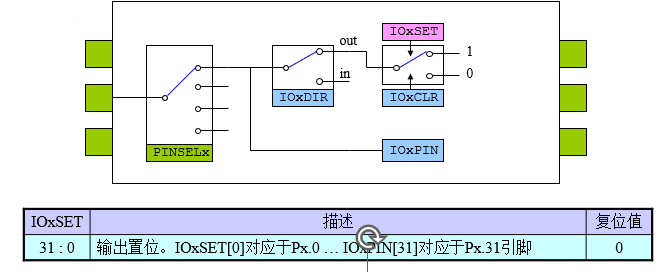 IOxSET
out
1
in
0
IOxDIR
IOxCLR
PINSELx
IOxPIN
IOxSET 描述 复位值
31 : 0 输出置位。IOxSET[0]对应于Px.0 … IOxPIN[31]对应于Px.31引脚 0